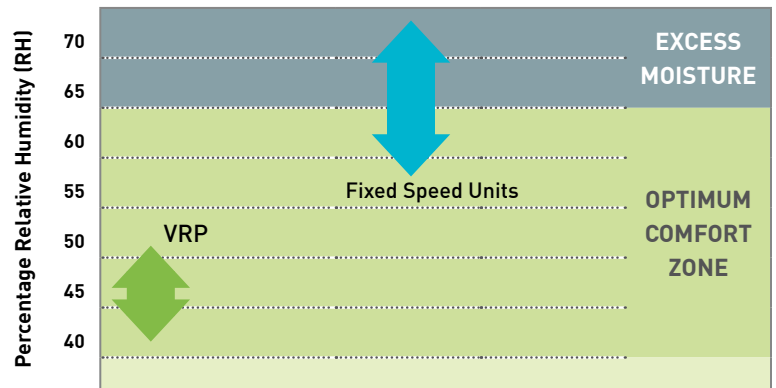 Percentage Relative Humidity (RH)
70
65
60
55
50
45
40
EXCESS
MOISTURE
Fixed Speed Units
VRP
OPTIMUM
COMFORT
ZONE